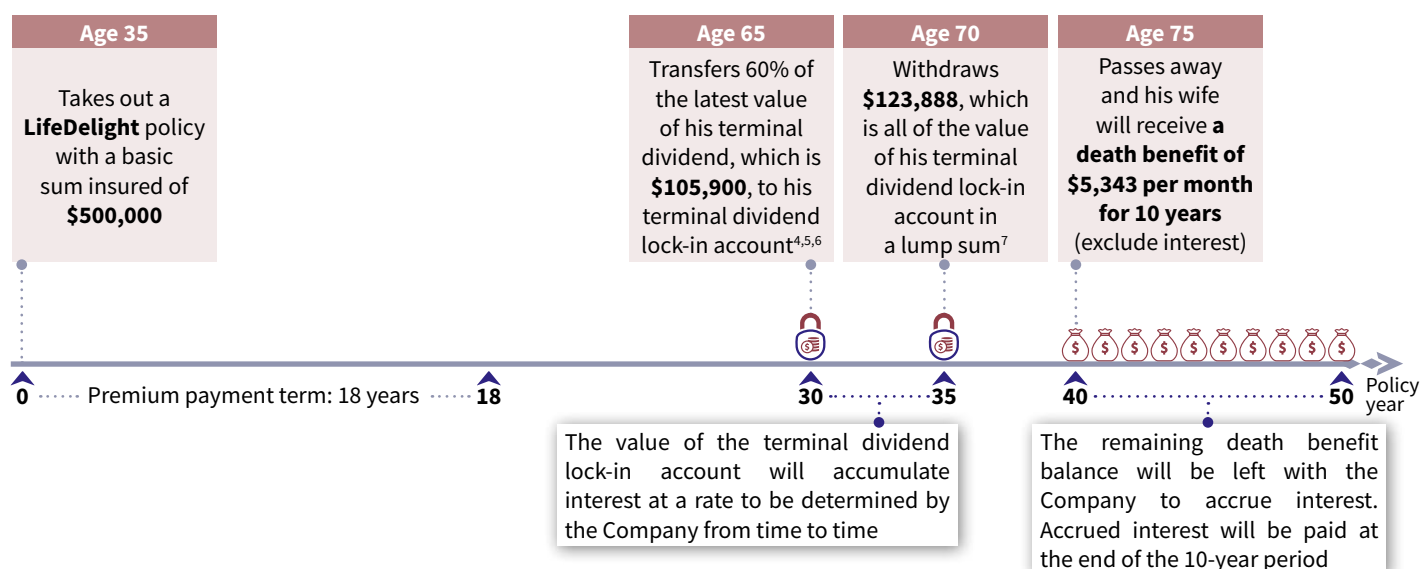 Age 35
Takes out a
LifeDelight policy
with a basic
sum insured of
$500,000
Age 65
Transfers 60% of
the latest value
of his terminal
dividend, which is
$105,900, to his
terminal dividend
lock-in account4,5,6
Age 70
Withdraws
$123,888, which
is all of the value
of his terminal
dividend lock-in
account in
a lump sum7
Age 75
Passes away
and his wife
will receive a
death benefit of
$5,343 per month
for 10 years
(exclude interest)
$
$
$ $ $ $ $ $ $ $ $ $
0 Premium payment term: 18 years 18 30 35 40 50 Policy
year
The value of the terminal dividend
lock-in account will accumulate
interest at a rate to be determined by
the Company from time to time
The remaining death benefit
balance will be left with the
Company to accrue interest.
Accrued interest will be paid at
the end of the 10-year period